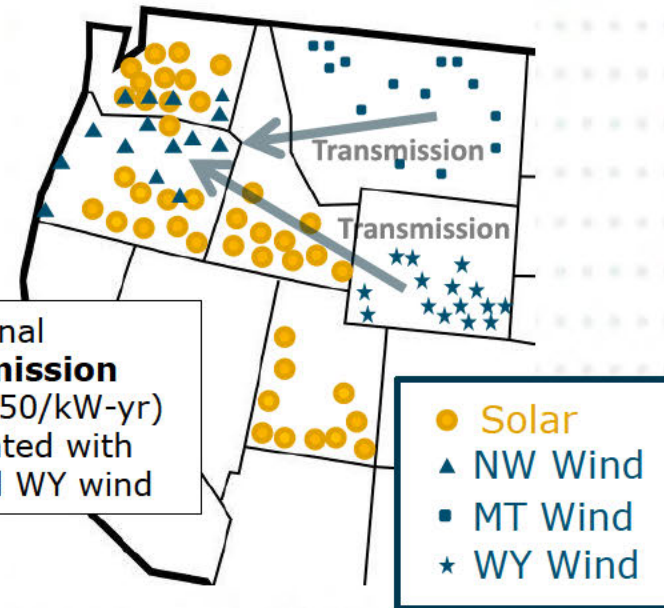 Transmission
Transmission
nal
mission
50/kW-yr)
ted with
WY wind
Solar
NW Wind
MT Wind
WY Wind